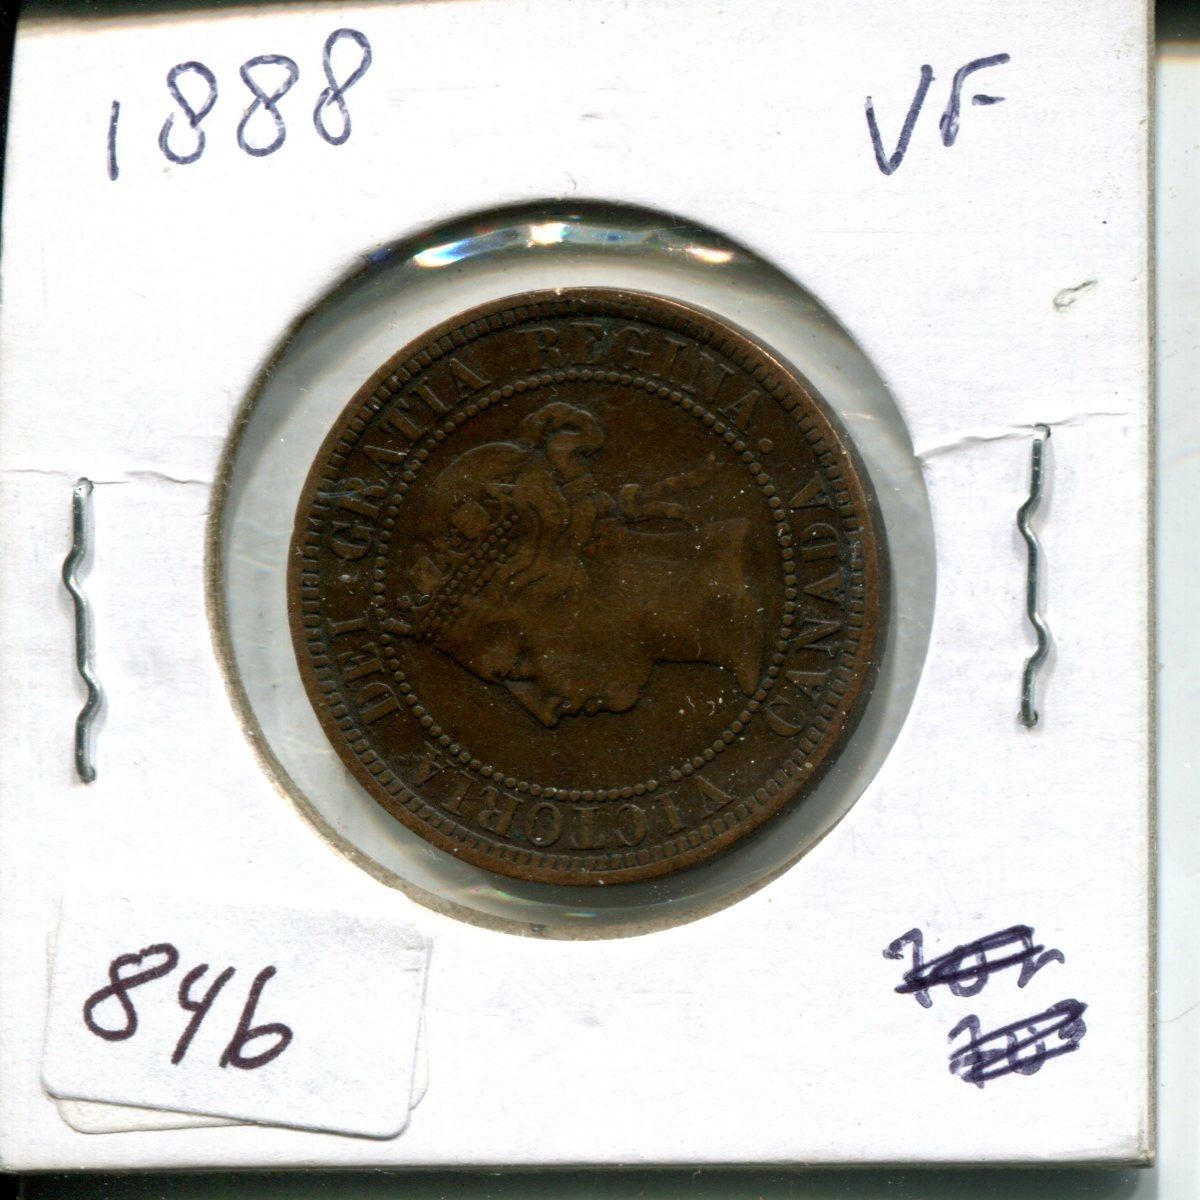 1888
VF
VICTORIA DEI GRATIA REGINA.
CANADA
846